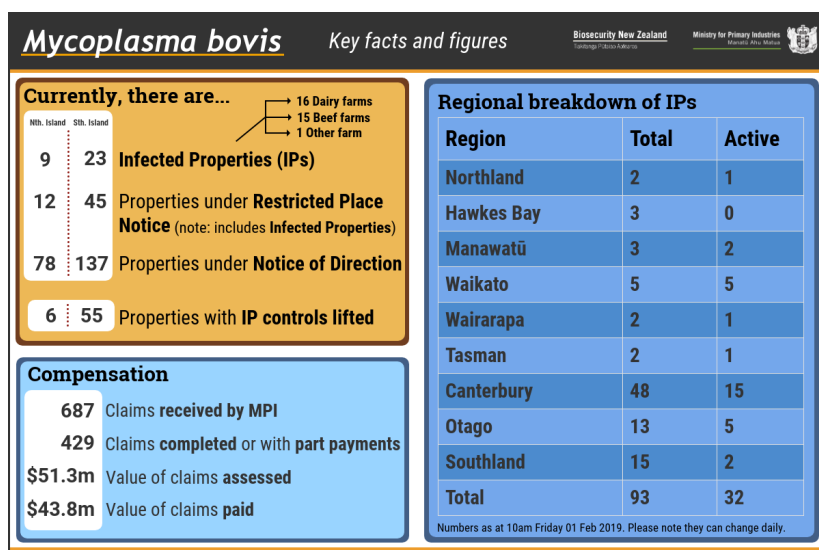 Mycoplasma bovis
Key facts and figures
Biosecurity New Zealand
Tiakitanga Pūtaiao Aotearoa
Ministry for Primary Industries
Manatū Ahu Matua
Currently, there are...
16 Dairy farms
15 Beef farms
1 Other farm
Nth. Island Sth. Island
9 23 Infected Properties (IPs)
12 45 Properties under Restricted Place
Notice (note: includes Infected Properties)
78 137 Properties under Notice of Direction
6 55 Properties with IP controls lifted
Compensation
687 Claims received by MPI
429 Claims completed or with part payments
$51.3m Value of claims assessed
$43.8m Value of claims paid
Regional breakdown of IPs
Region Total Active
Northland 2 1
Hawkes Bay 3 0
Manawatū 3 2
Waikato 5 5
Wairarapa 2 1
Tasman 2 1
Canterbury 48 15
Otago 13 5
Southland 15 2
Total 93 32
Numbers as at 10am Friday 01 Feb 2019. Please note they can change daily.